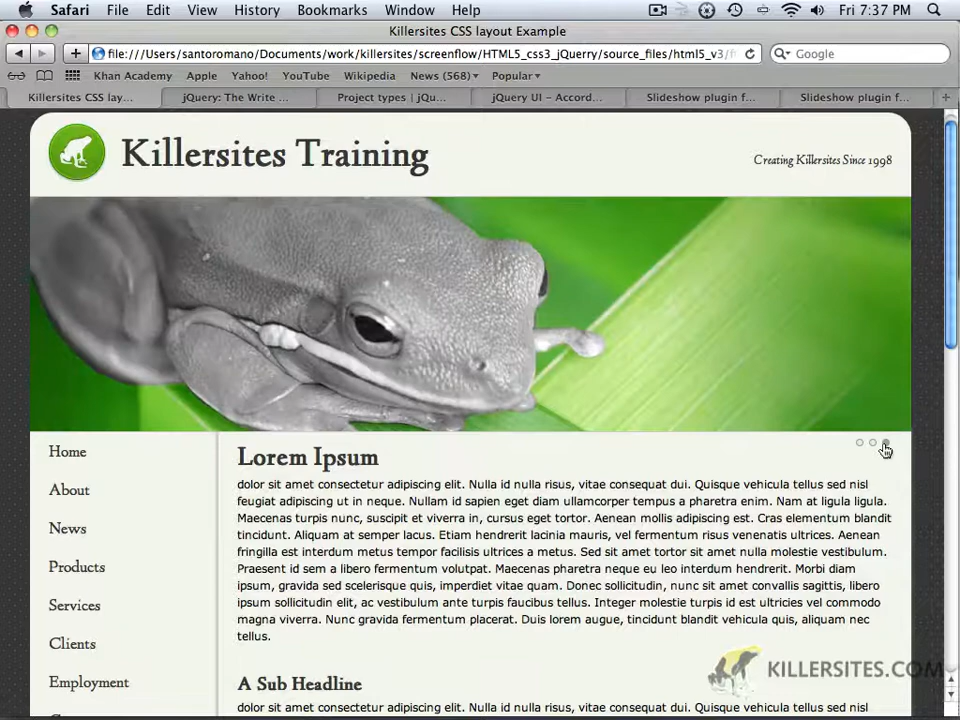 Safari File Edit View History Bookmarks Window Help Fri 7:37 PM
Killersites CSS layout Example
file:///Users/santoromano/Documents/work/killersites/screenflow/HTML5_css3_jQuerry/source_files/html5_v3/ Google
Khan Academy Apple Yahoo! YouTube Wikipedia News (568) Popular
Killersites CSS lay... jQuery: The Write ... Project types | jQu... jQuery UI - Accord... Slideshow plugin f... Slideshow plugin f...
Killersites Training
Creating Killersites Since 1998
Home
About
News
Products
Services
Clients
Employment
Lorem Ipsum
dolor sit amet consectetur adipiscing elit. Nulla id nulla risus, vitae consequat dui. Quisque vehicula tellus sed nisl
feugiat adipiscing ut in neque. Nullam id sapien eget diam ullamcorper tempus a pharetra enim. Nam at ligula ligula.
Maecenas turpis nunc, suscipit et viverra in, cursus eget tortor. Aenean mollis adipiscing est. Cras elementum blandit
tincidunt. Aliquam at semper lacus. Etiam hendrerit lacinia mauris, vel fermentum risus venenatis ultrices. Aenean
fringilla est interdum metus tempor facilisis ultrices a metus. Sed sit amet tortor sit amet nulla molestie vestibulum.
Praesent id sem a libero fermentum volutpat. Maecenas pharetra neque eu leo interdum hendrerit. Morbi diam
ipsum, gravida sed scelerisque quis, imperdiet vitae quam. Donec sollicitudin, nunc sit amet convallis sagittis, libero
ipsum sollicitudin elit, ac vestibulum ante turpis faucibus tellus. Integer molestie turpis id est ultricies vel commodo
magna viverra. Nunc gravida fermentum placerat. Duis lorem augue, tincidunt blandit vehicula quis, aliquam nec
tellus.
A Sub Headline
dolor sit amet consectetur adipiscing elit. Nulla id nulla risus, vitae consequat dui. Quisque vehicula tellus sed nisl
KILLERSITES.COM